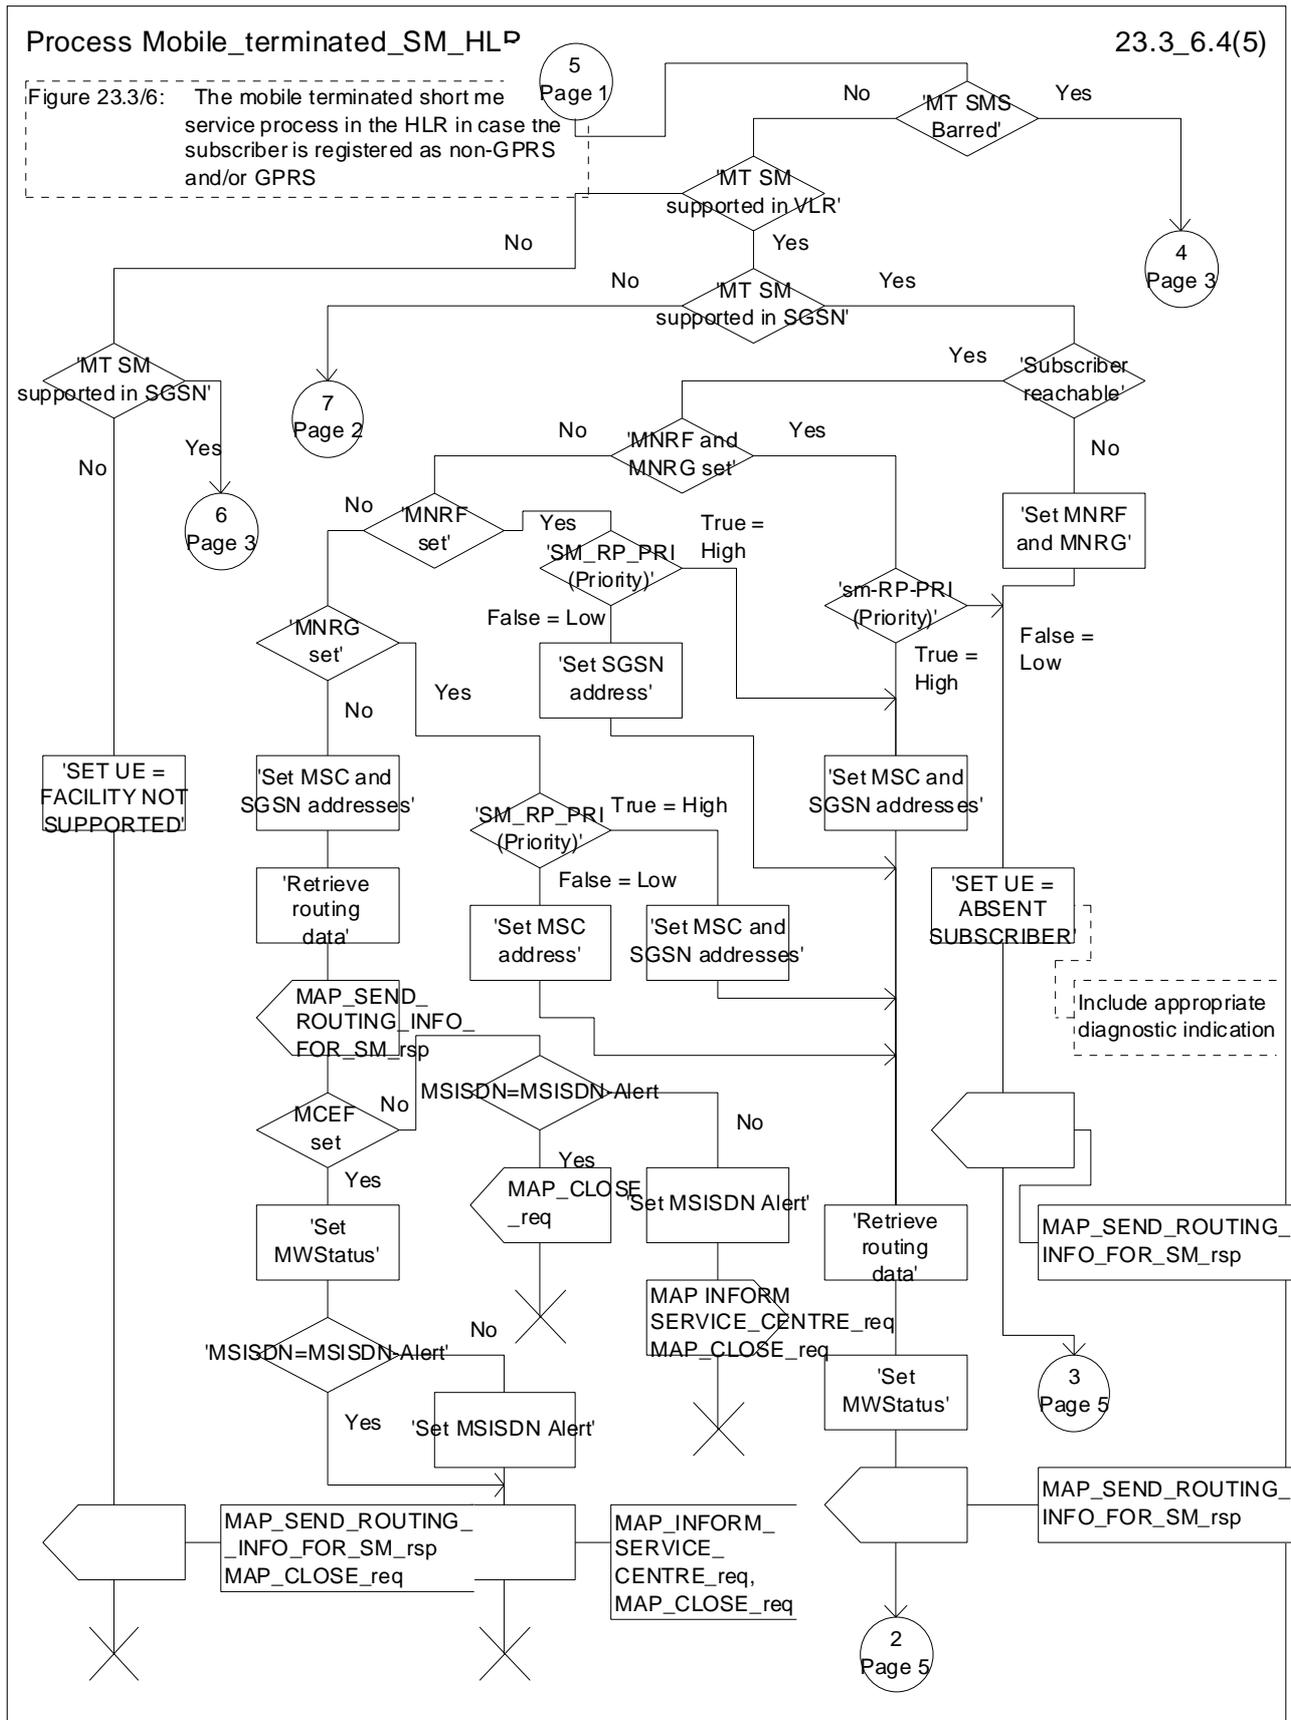 Process Mobile_terminated_SM_HLR
23.3_6.4(5)
Figure 23.3/6: The mobile terminated short me
service process in the HLR in case the
subscriber is registered as non-GPRS
and/or GPRS
5
Page 1
No
'MT SMS
Barred'
Yes
'MT SM
supported in VLR'
No
Yes
4
Page 3
No
'MT SM
supported in SGSN'
Yes
'MT SM
supported in SGSN'
Yes
'Subscriber
reachable'
7
Page 2
No
Yes
No
'MNRF and
MNRG set'
Yes
No
6
Page 3
No
'MNRF
set'
Yes
'SM_RP_PRI
(Priority)'
True =
High
'Set MNRF
and MNRG'
'sm-RP-PRI
(Priority)'
False = Low
False =
Low
True =
High
'MNRG
set'
'Set SGSN
address'
Yes
No
'SET UE =
FACILITY NOT
SUPPORTED'
'Set MSC and
SGSN addresses'
'SM_RP_PRI
(Priority)'
True = High
'Set MSC and
SGSN addresses'
False = Low
'Retrieve
routing
data'
'Set MSC
address'
'Set MSC and
SGSN addresses'
'SET UE =
ABSENT
SUBSCRIBER'
Include appropriate
diagnostic indication
MAP_SEND_
ROUTING_INFO_
FOR_SM_rsp
MCEF
set
No
MSISDN=MSISDN-Alert
No
Yes
Yes
MAP_CLOSE
_req
'Set MSISDN Alert'
'Set
MWStatus'
'Retrieve
routing
data'
MAP_SEND_ROUTING_
INFO_FOR_SM_rsp
MAP INFORM
SERVICE_CENTRE_req
MAP_CLOSE_req
'MSISDN=MSISDN-Alert'
No
Yes
'Set MSISDN Alert'
'Set
MWStatus'
3
Page 5
MAP_SEND_ROUTING_
_INFO_FOR_SM_rsp
MAP_CLOSE_req
MAP_INFORM_
SERVICE_
CENTRE_req,
MAP_CLOSE_req
MAP_SEND_ROUTING_
INFO_FOR_SM_rsp
2
Page 5